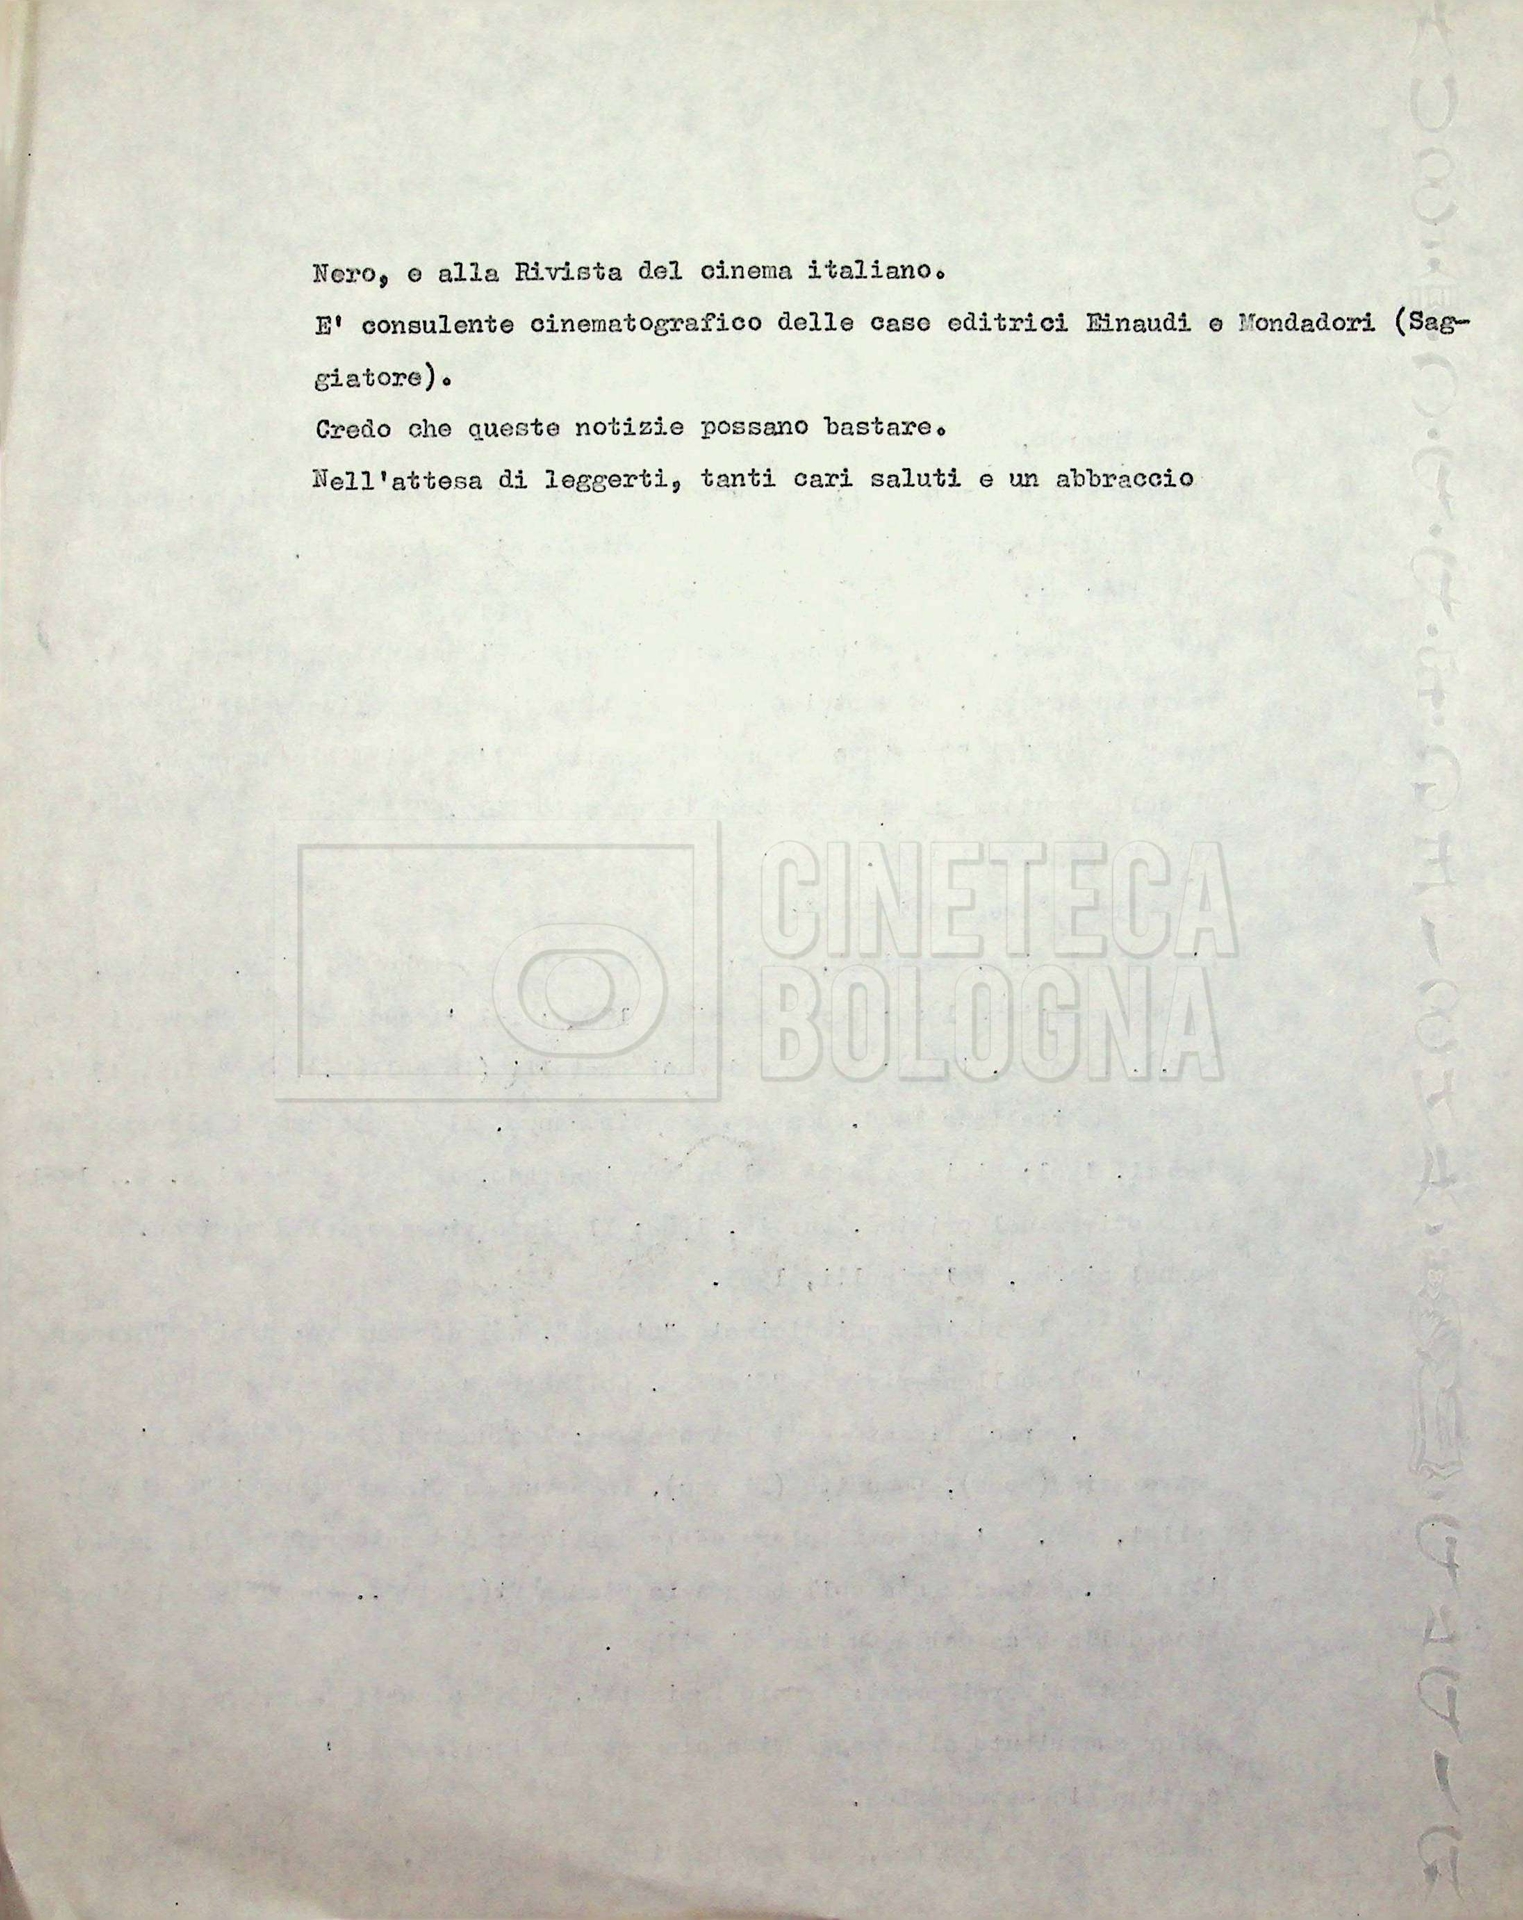 Nero, e alla Rivista del cinema italiano.
E' consulente cinematografico delle case editrici Einaudi e Mondadori (Sag-
giatore).
Credo che queste notizie possano bastare.
Nell'attesa di leggerti, tanti cari saluti e un abbraccio
CINETECA
BOLOGNA